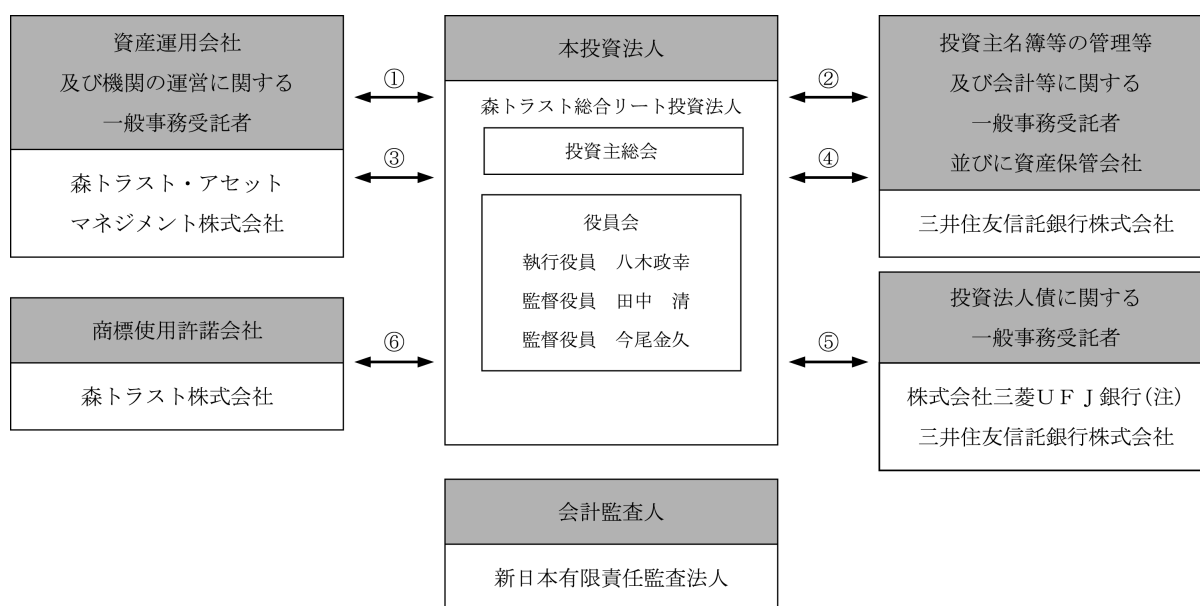 資産運用会社
及び機関の運営に関する
一般事務受託者
森トラスト・アセット
マネジメント株式会社
商標使用許諾会社
森トラスト株式会社
①
③
⑥
本投資法人
森トラスト総合リート投資法人
投資主総会
役員会
執行役員　八木政幸
監督役員　田中　清
監督役員　今尾金久
会計監査人
新日本有限責任監査法人
②
④
⑤
投資主名簿等の管理等
及び会計等に関する
一般事務受託者
並びに資産保管会社
三井住友信託銀行株式会社
投資法人債に関する
一般事務受託者
株式会社三菱ＵＦＪ銀行(注)
三井住友信託銀行株式会社